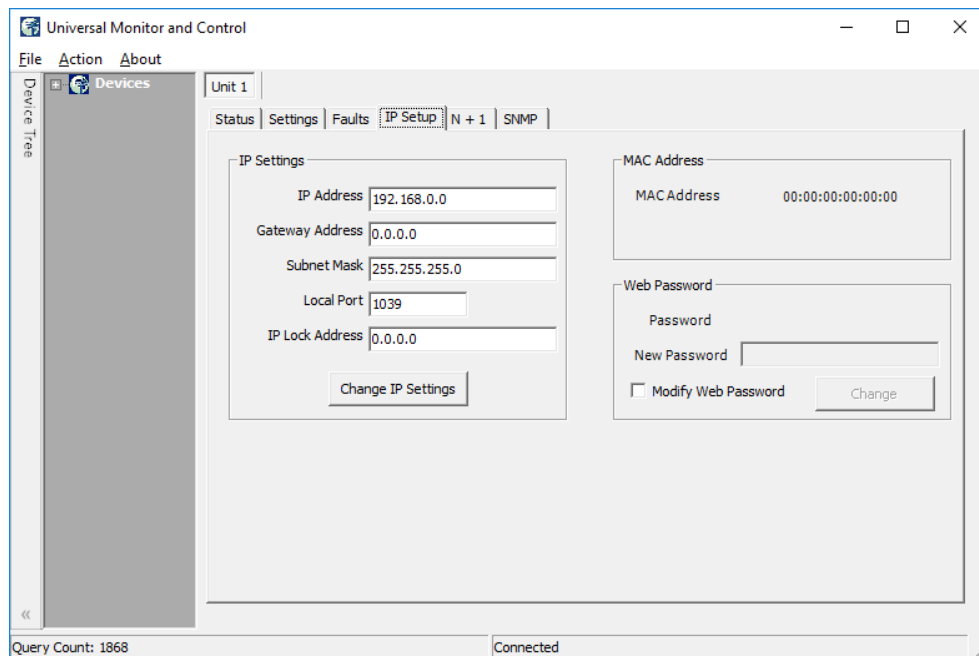 Universal Monitor and Control
File Action About
Device Tree
Devices
Unit 1
Status Settings Faults IP Setup N + 1 SNMP
IP Settings
IP Address 192.168.0.0
Gateway Address 0.0.0.0
Subnet Mask 255.255.255.0
Local Port 1039
IP Lock Address 0.0.0.0
Change IP Settings
MAC Address
MAC Address 00:00:00:00:00:00
Web Password
Password
New Password
Modify Web Password Change
Query Count: 1868 Connected